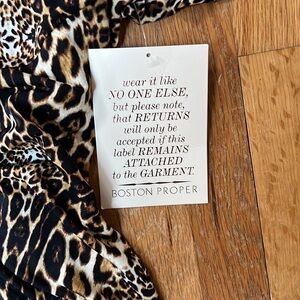 wear it like
NO ONE ELSE,
but please note,
that RETURNS
will only be
accepted if this
label REMAINS
ATTACHED
to the GARMENT.
BOSTON PROPER